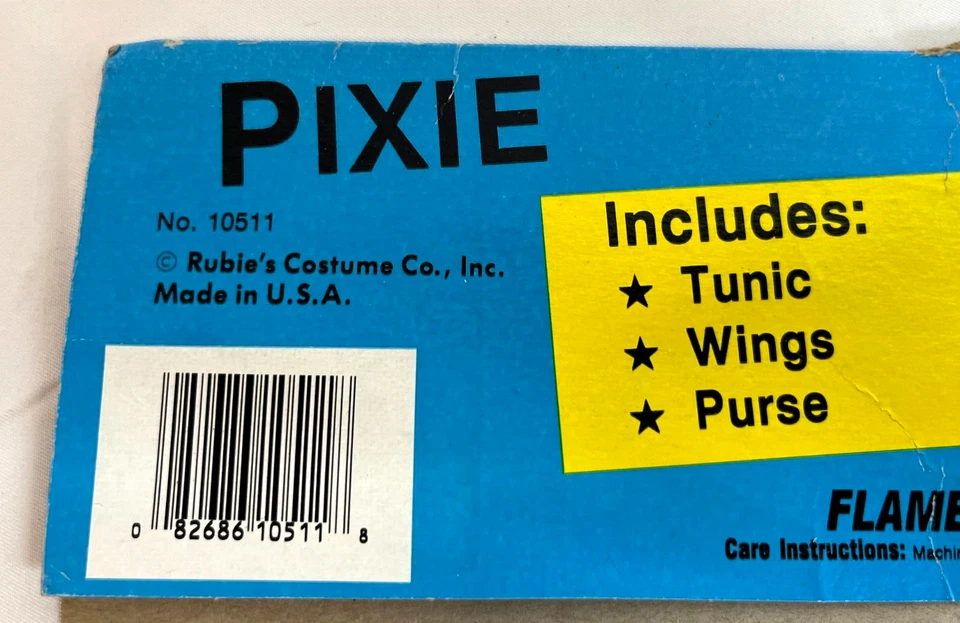 PIXIE
No. 10511
© Rubie's Costume Co., Inc.
Made in U.S.A.
Includes:
★ Tunic
★ Wings
★ Purse
0 82686 10511 8
Care Instructions: